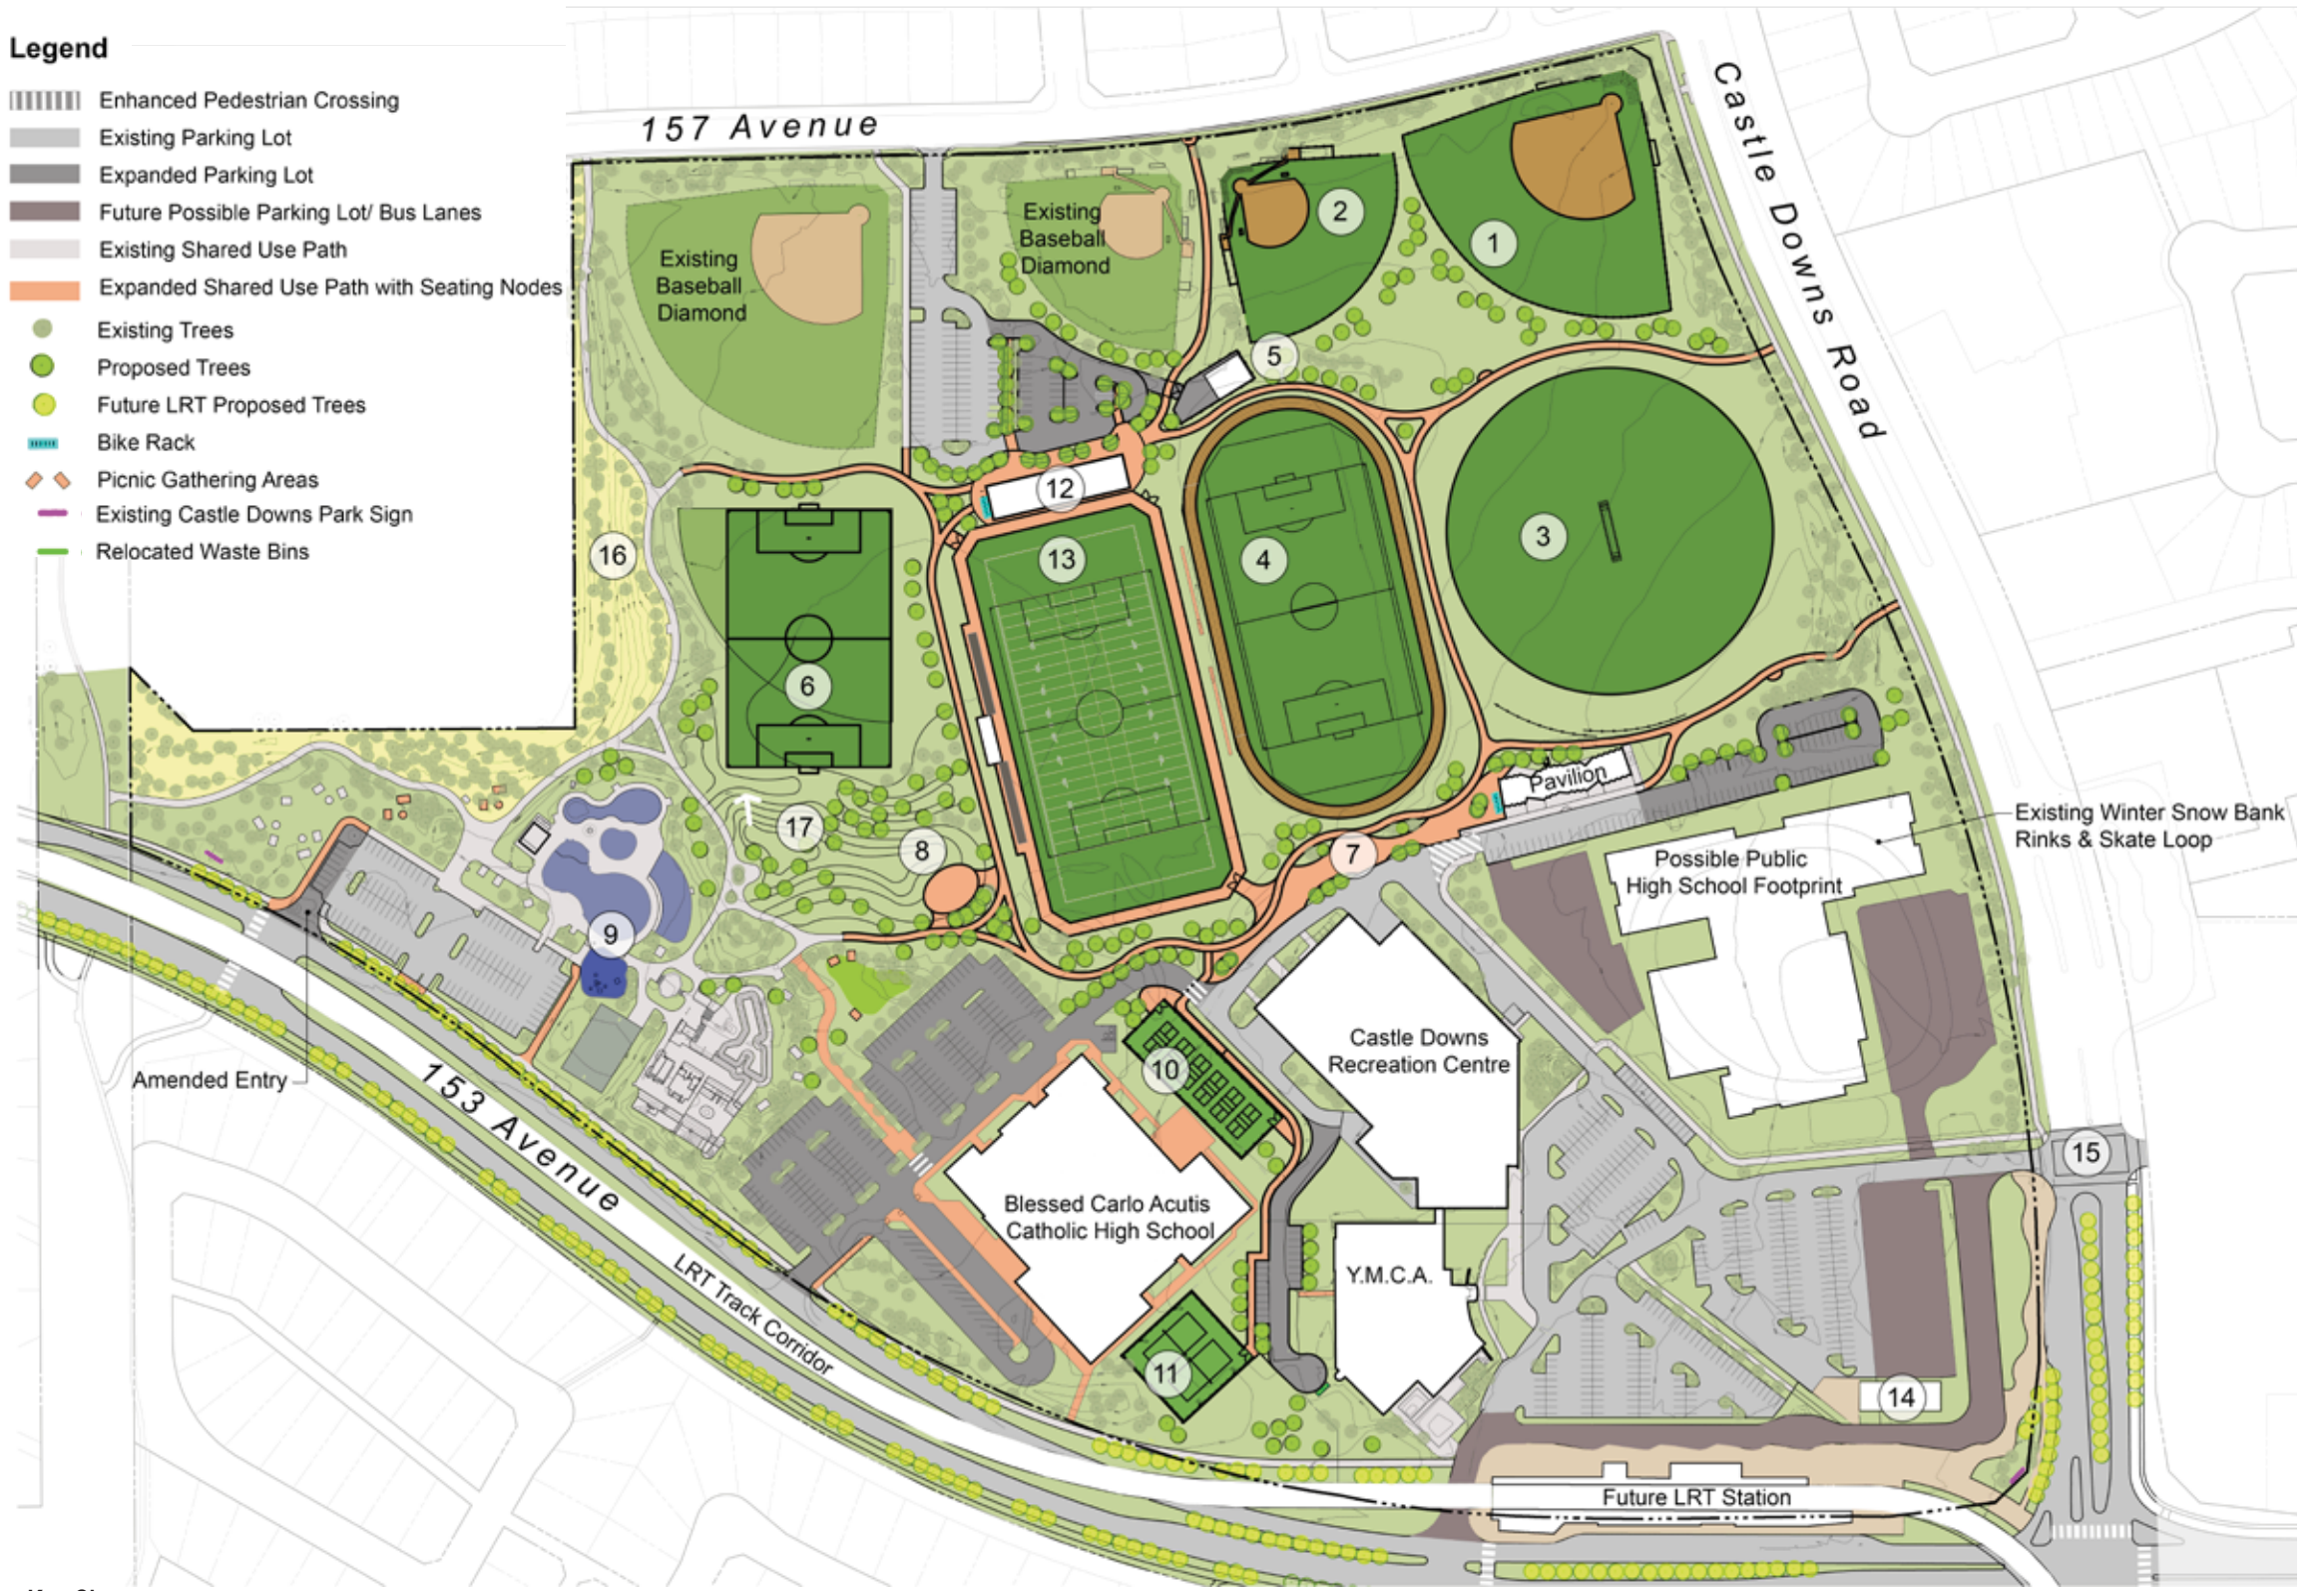 Legend
Enhanced Pedestrian Crossing
Existing Parking Lot
Expanded Parking Lot
Future Possible Parking Lot/ Bus Lanes
Existing Shared Use Path
Expanded Shared Use Path with Seating Nodes
Existing Trees
Proposed Trees
Future LRT Proposed Trees
Bike Rack
Picnic Gathering Areas
Existing Castle Downs Park Sign
Relocated Waste Bins
157 Avenue
Castle Downs Road
Existing
Baseball
Diamond
Existing
Baseball
Diamond
2
1
5
12
16
13
4
3
6
Pavilion
17
8
7
Existing Winter Snow Bank
Rinks & Skate Loop
Possible Public
High School Footprint
9
Amended Entry
153 Avenue
10
Castle Downs
Recreation Centre
15
Blessed Carlo Acutis
Catholic High School
LRT Track Corridor
Y.M.C.A.
11
14
Future LRT Station